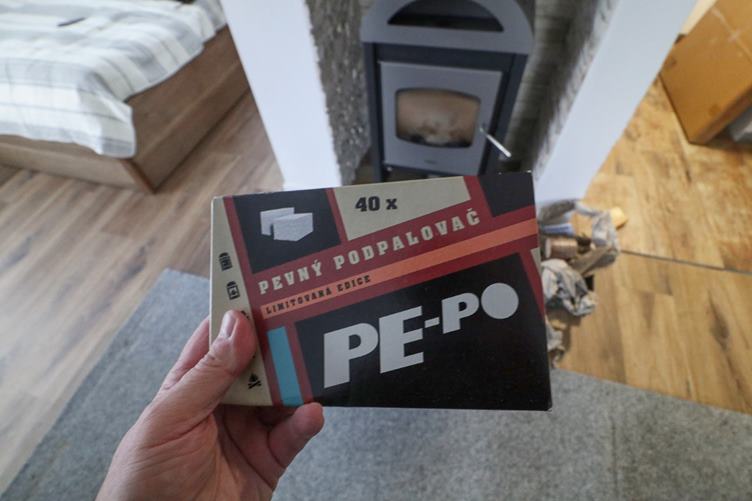 40 x
PEVNÝ PODPALOVAČ
LIMITOVANÁ EDICE
PE-PO